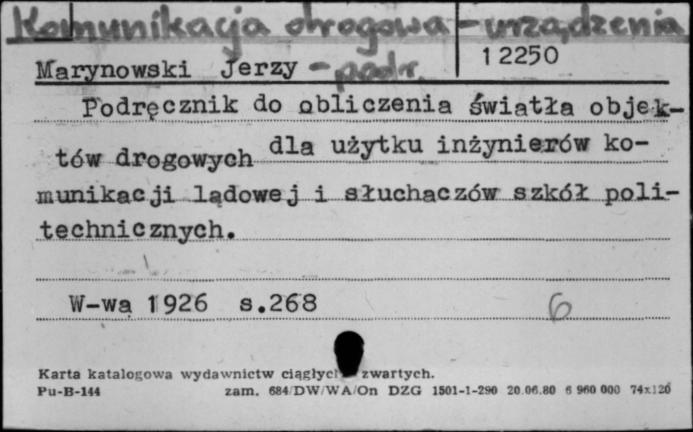 Komunikacja drogowa - urządzenia
Marynowski Jerzy - podr. 12250
Podręcznik do obliczenia światła objek-
tów drogowych dla użytku inżynierów ko-
munikacji lądowej i słuchaczów szkół poli-
technicznych.
W-wa 1926 s.268 6
Karta katalogowa wydawnictw ciągłych zwartych.
Pu-B-144 zam. 684/DW/WA/On DZG 1501-1-290 20.06.80 6 960 000 74x120